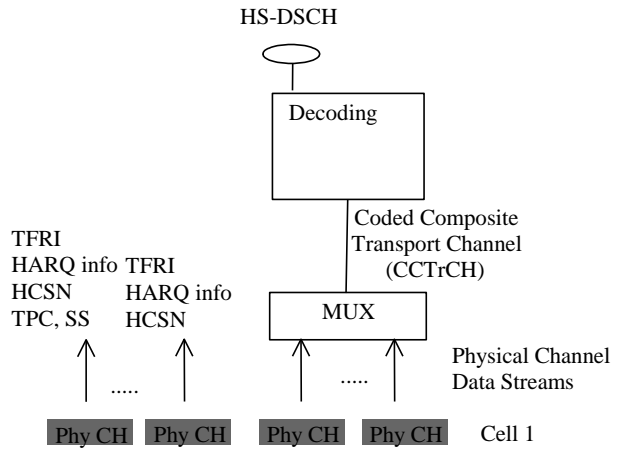 HS-DSCH
Decoding
Coded Composite
Transport Channel
(CCTrCH)
TFRI
HARQ info
HCSN
TPC, SS
TFRI
HARQ info
HCSN
MUX
Physical Channel
Data Streams
.....
.....
Phy CH
Phy CH
Phy CH
Phy CH
Cell 1